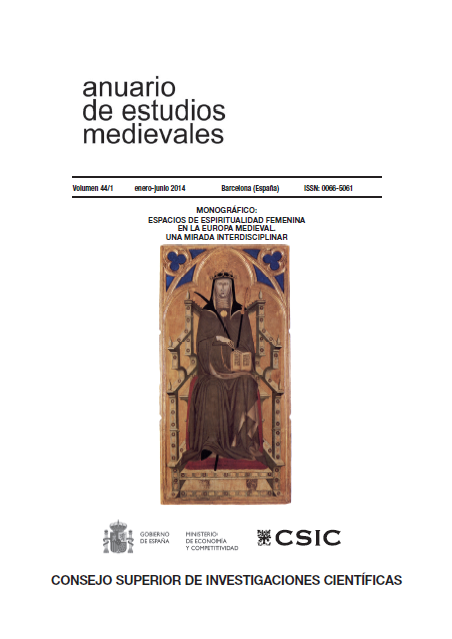 anuario
de estudios
medievales
Volumen 44/1 enero-junio 2014 Barcelona (España) ISSN: 0066-5061
MONOGRÁFICO:
ESPACIOS DE ESPIRITUALIDAD FEMENINA
EN LA EUROPA MEDIEVAL.
UNA MIRADA INTERDISCIPLINAR
GOBIERNO
DE ESPAÑA
MINISTERIO
DE ECONOMÍA
Y COMPETITIVIDAD
CSIC
CONSEJO SUPERIOR DE INVESTIGACIONES CIENTÍFICAS